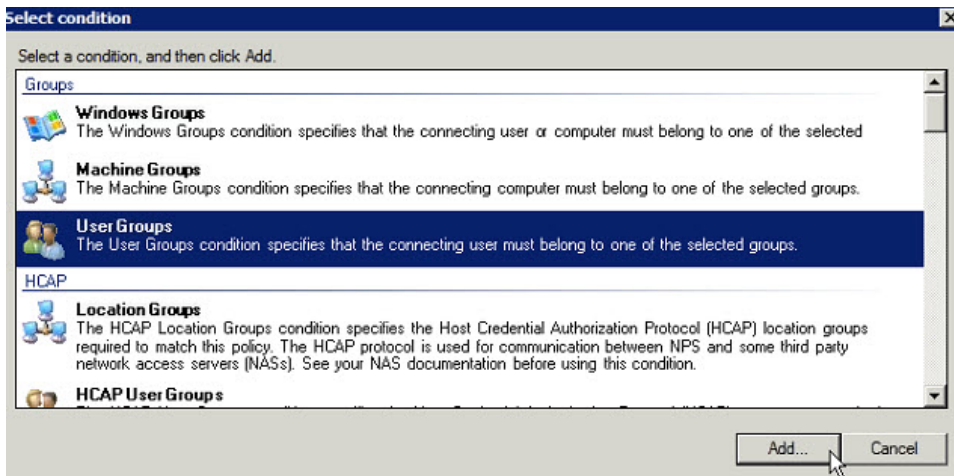 Select condition
Select a condition, and then click Add.
Groups
Windows Groups
The Windows Groups condition specifies that the connecting user or computer must belong to one of the selected
Machine Groups
The Machine Groups condition specifies that the connecting computer must belong to one of the selected groups.
User Groups
The User Groups condition specifies that the connecting user must belong to one of the selected groups.
HCAP
Location Groups
The HCAP Location Groups condition specifies the Host Credential Authorization Protocol (HCAP) location groups
required to match this policy. The HCAP protocol is used for communication between NPS and some third party
network access servers (NASs). See your NAS documentation before using this condition.
HCAP User Groups
Add...
Cancel